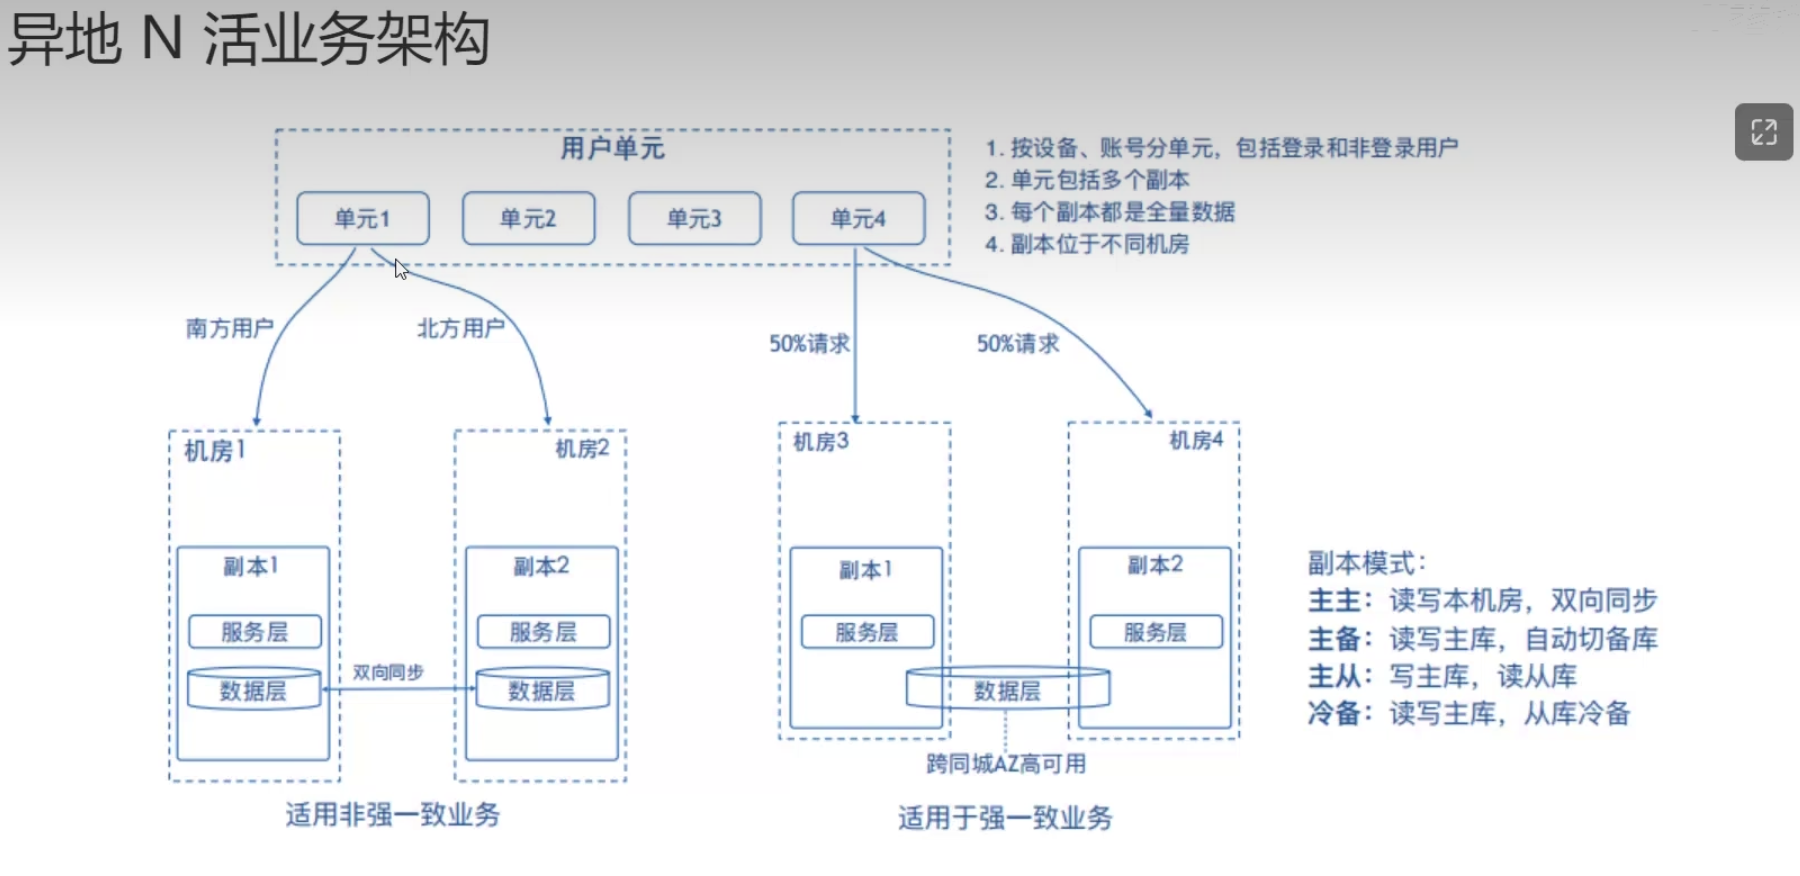 异地 N 活业务架构
用户单元
单元1
单元2
单元3
单元4
1. 按设备、账号分单元，包括登录和非登录用户
2. 单元包括多个副本
3. 每个副本都是全量数据
4. 副本位于不同机房
南方用户
北方用户
50%请求
50%请求
机房1
机房2
机房3
机房4
副本1
服务层
数据层
双向同步
副本2
服务层
数据层
副本1
服务层
副本2
服务层
数据层
跨同城AZ高可用
适用非强一致业务
适用于强一致业务
副本模式：
主主：读写本机房，双向同步
主备：读写主库，自动切备库
主从：写主库，读从库
冷备：读写主库，从库冷备